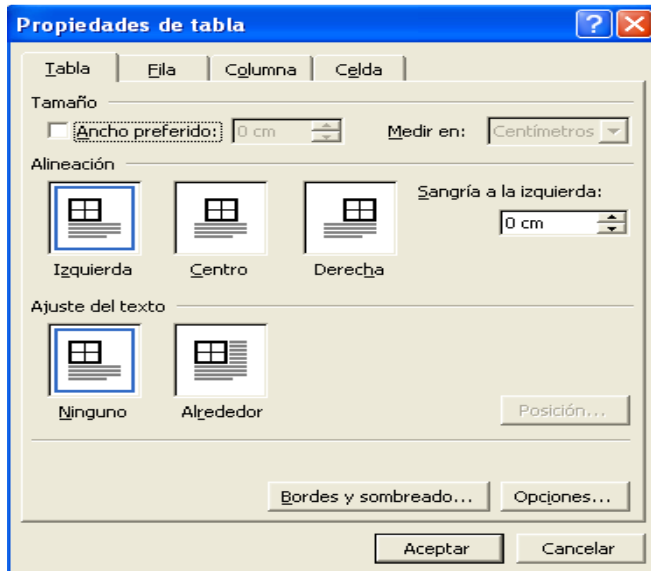 Propiedades de tabla
Tabla Fila Columna Celda
Tamaño
Ancho preferido: 0 cm Medir en: Centímetros
Alineación
Sangría a la izquierda:
0 cm
Izquierda Centro Derecha
Ajuste del texto
Ninguno Alrededor
Posición...
Bordes y sombreado... Opciones...
Aceptar Cancelar